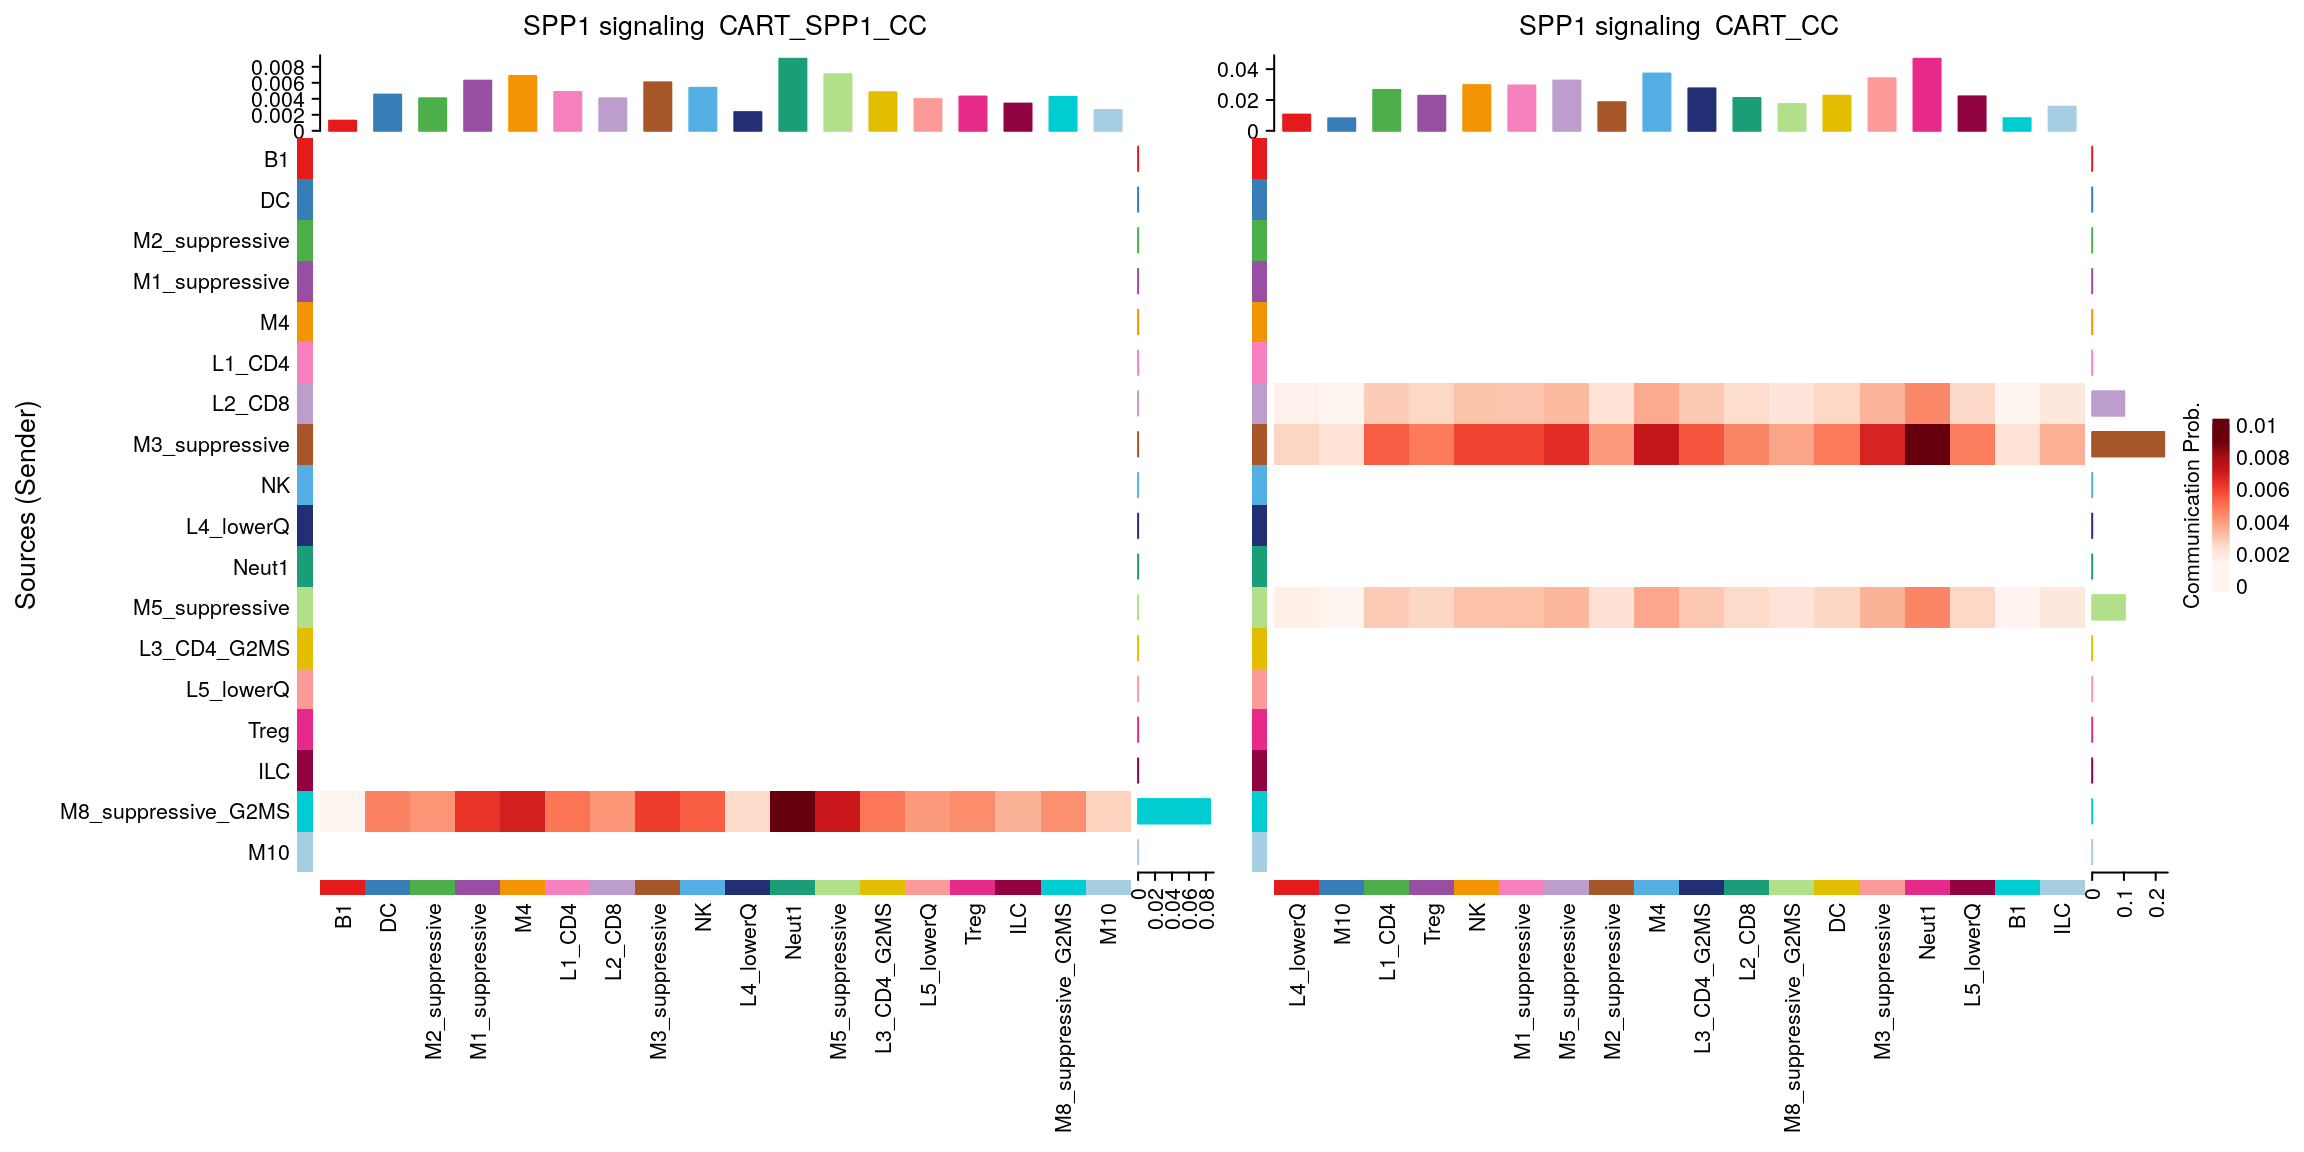 SPP1 signaling  CART_SPP1_CC
SPP1 signaling  CART_CC
0.008
0.006
0.004
0.002
0
0.04
0.02
0
Sources (Sender)
B1
DC
M2_suppressive
M1_suppressive
M4
L1_CD4
L2_CD8
M3_suppressive
NK
L4_lowerQ
Neut1
M5_suppressive
L3_CD4_G2MS
L5_lowerQ
Treg
ILC
M8_suppressive_G2MS
M10
B1
DC
M2_suppressive
M1_suppressive
M4
L1_CD4
L2_CD8
M3_suppressive
NK
L4_lowerQ
Neut1
M5_suppressive
L3_CD4_G2MS
L5_lowerQ
Treg
ILC
M8_suppressive_G2MS
M10
0
0.02
0.04
0.06
0.08
L4_lowerQ
M10
L1_CD4
Treg
NK
M1_suppressive
M5_suppressive
M2_suppressive
M4
L3_CD4_G2MS
L2_CD8
M8_suppressive_G2MS
DC
M3_suppressive
Neut1
L5_lowerQ
B1
ILC
0
0.1
0.2
Communication Prob.
0.01
0.008
0.006
0.004
0.002
0